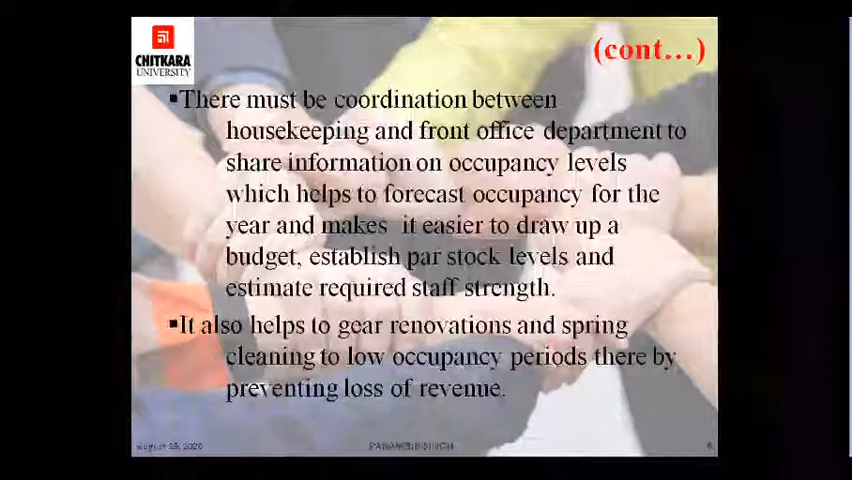 CHITKARA
UNIVERSITY
(cont...)
▪There must be coordination between
housekeeping and front office department to
share information on occupancy levels
which helps to forecast occupancy for the
year and makes it easier to draw up a
budget, establish par stock levels and
estimate required staff strength.
▪It also helps to gear renovations and spring
cleaning to low occupancy periods there by
preventing loss of revenue.
SINGH
6